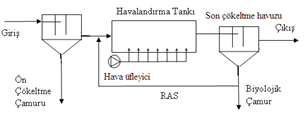 Havalandırma Tankı
Son çökeltme havuzu
Giriş
Çıkış
Hava üfleyici
Ön
Çökeltme
Çamuru
RAS
Biyolojik
Çamur